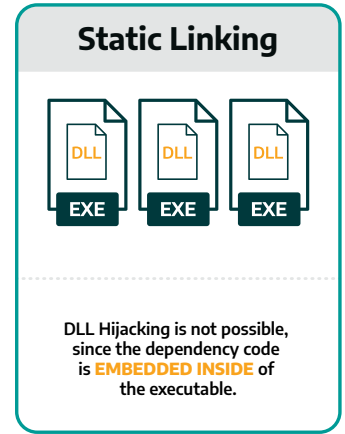 Static Linking
DLL DLL DLL
EXE EXE EXE
DLL Hijacking is not possible,
since the dependency code
is EMBEDDED INSIDE of
the executable.